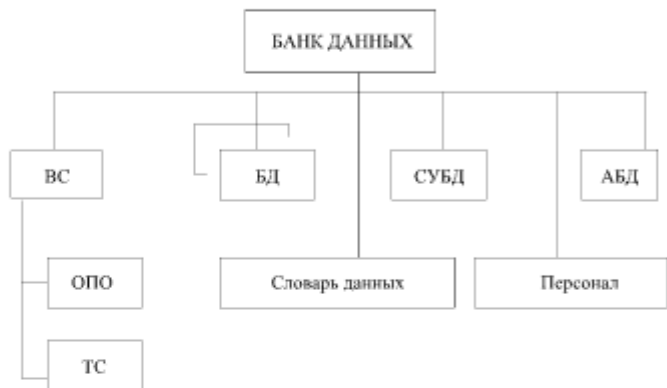 БАНК ДАННЫХ
ВС
БД
СУБД
АБД
ОПО
Словарь данных
Персонал
ТС